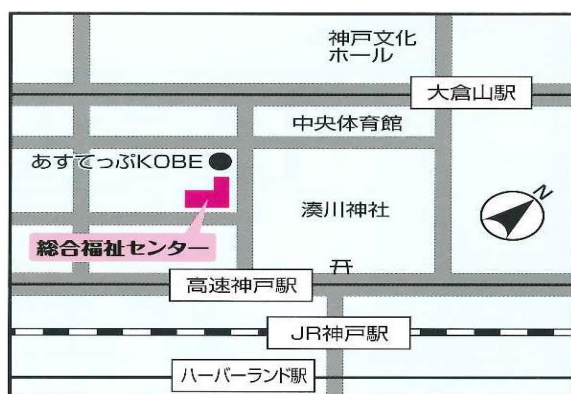 神戸文化
ホール
大倉山駅
中央体育館
あすてっぷKOBE
湊川神社
N
総合福祉センター
高速神戸駅
JR神戸駅
ハーバーランド駅